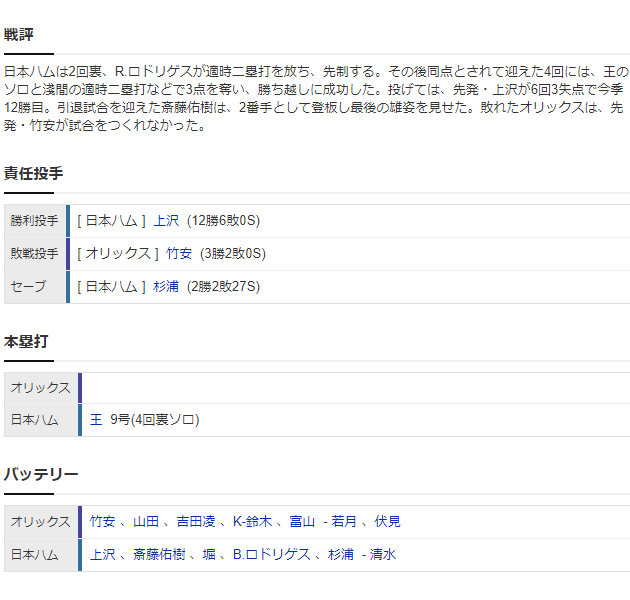 戦評
日本ハムは2回裏、R.ロドリゲスが適時二塁打を放ち、先制する。その後同点とされて迎えた4回には、王の
ソロと淺間の適時二塁打などで3点を奪い、勝ち越しに成功した。投げては、先発・上沢が6回3失点で今季
12勝目。引退試合を迎えた斎藤佑樹は、2番手として登板し最後の雄姿を見せた。敗れたオリックスは、先
発・竹安が試合をつくれなかった。
責任投手
勝利投手 [ 日本ハム ] 上沢 (12勝6敗0S)
敗戦投手 [ オリックス ] 竹安 (3勝2敗0S)
セーブ [ 日本ハム ] 杉浦 (2勝2敗27S)
本塁打
オリックス
日本ハム 王 9号(4回裏ソロ)
バッテリー
オリックス 竹安 、山田 、吉田凌 、K-鈴木 、富山 - 若月 、伏見
日本ハム 上沢 、斎藤佑樹 、堀 、B.ロドリゲス 、杉浦 - 清水